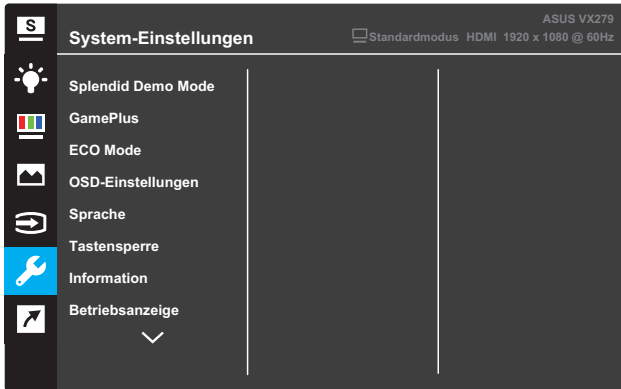 S
ASUS VX279
System-Einstellungen
Standardmodus HDMI 1920 x 1080 @ 60Hz
Splendid Demo Mode
GamePlus
ECO Mode
OSD-Einstellungen
Sprache
Tastensperre
Information
Betriebsanzeige